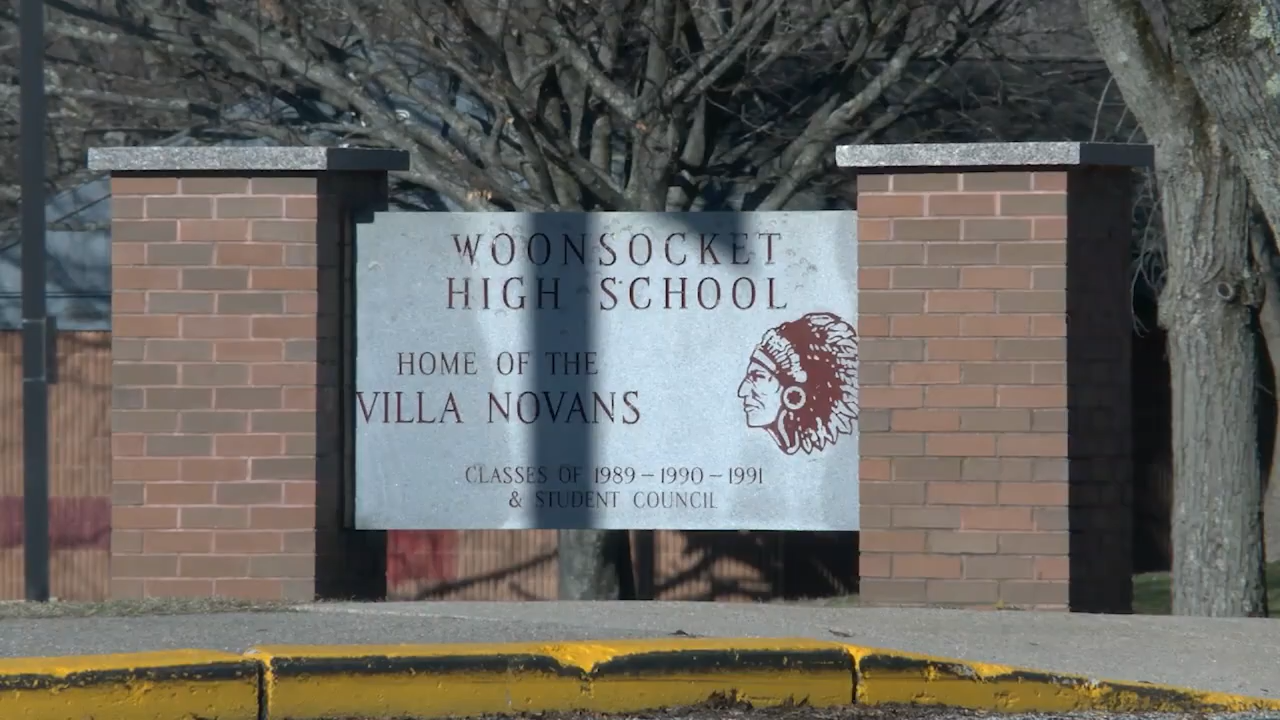 WOONSOCKET
HIGH SCHOOL
HOME OF THE
VILLA NOVANS
CLASSES OF 1989 – 1990 – 1991
& STUDENT COUNCIL